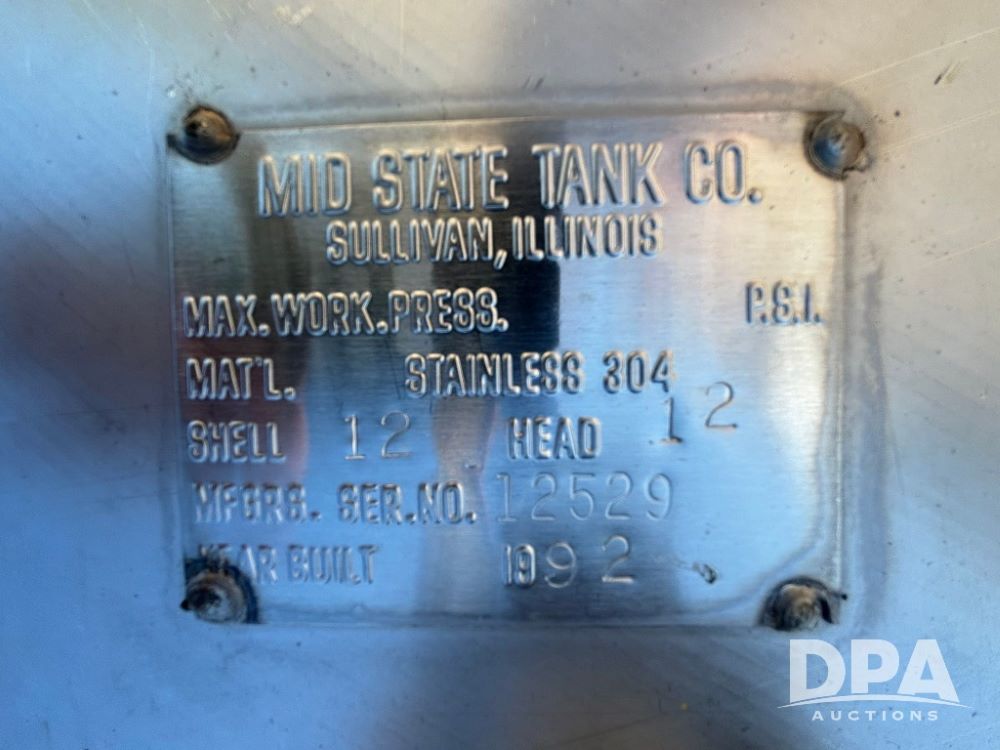 MID STATE TANK CO.
SULLIVAN, ILLINOIS
MAX. WORK. PRESS. P.S.I.
MAT'L. STAINLESS 304
SHELL 12 HEAD 12
MFGRS. SER. NO. 12529
YEAR BUILT 1992
DPA
AUCTIONS